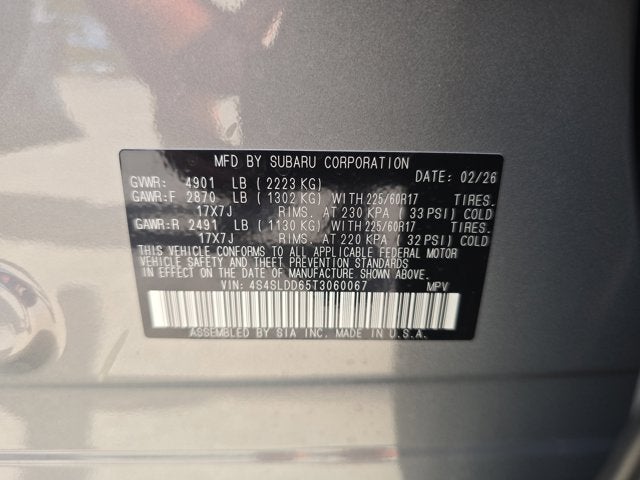 MFD BY SUBARU CORPORATION DATE: 02/26
GVWR: 4901 LB ( 2223 KG)
GAWR:F 2870 LB ( 1302 KG) WITH 225/60R17 TIRES.
17X7J RIMS. AT 230 KPA ( 33 PSI) COLD
GAWR:R 2491 LB ( 1130 KG) WITH 225/60R17 TIRES.
17X7J RIMS. AT 220 KPA ( 32 PSI) COLD
THIS VEHICLE CONFORMS TO ALL APPLICABLE FEDERAL MOTOR
VEHICLE SAFETY AND THEFT PREVENTION STANDARDS
IN EFFECT ON THE DATE OF MANUFACTURE SHOWN ABOVE.
VIN: 4S4SLDD65T3060067 MPV
ASSEMBLED BY SIA INC. MADE IN U.S.A.